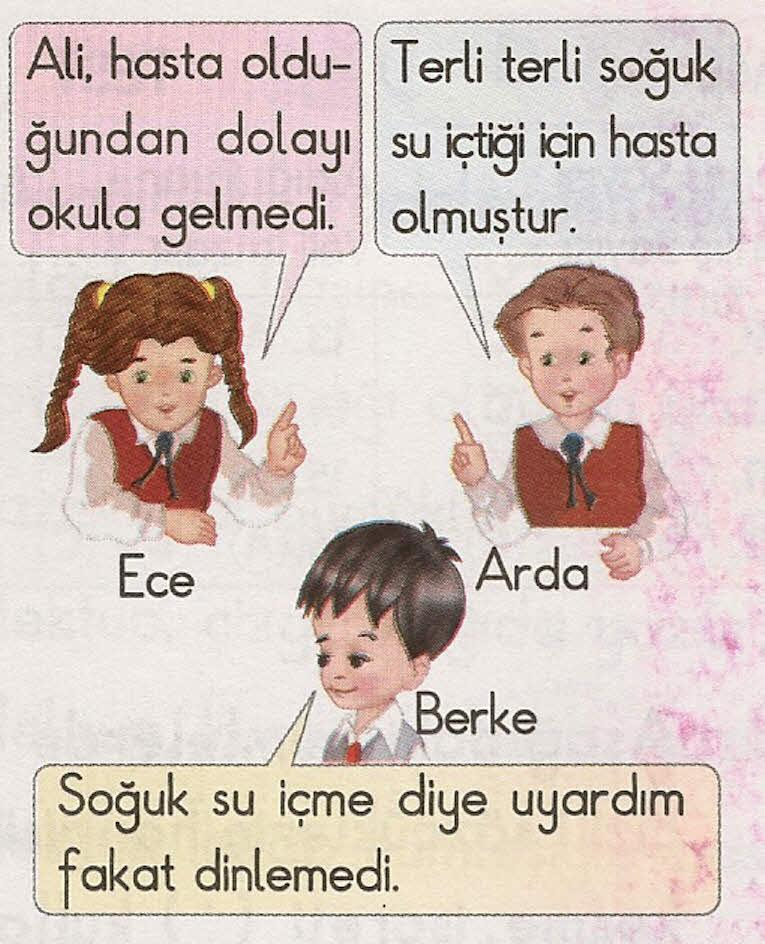 Ali, hasta oldu-
ğundan dolayı
okula gelmedi.
Terli terli soğuk
su içtiği için hasta
olmuştur.
Ece
Arda
Berke
Soğuk su içme diye uyardım
fakat dinlemedi.